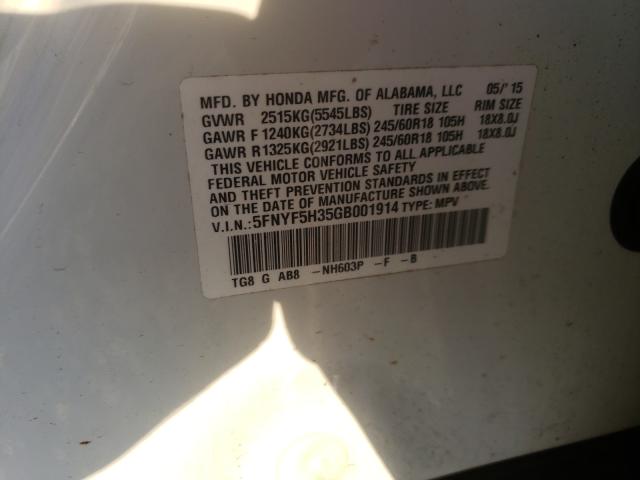 MFD. BY HONDA MFG. OF ALABAMA, LLC 05/'15
GVWR 2515KG(5545LBS) TIRE SIZE RIM SIZE
GAWR F 1240KG(2734LBS) 245/60R18 105H 18X8.0J
GAWR R1325KG(2921LBS) 245/60R18 105H 18X8.0J
THIS VEHICLE CONFORMS TO ALL APPLICABLE
FEDERAL MOTOR VEHICLE SAFETY
AND THEFT PREVENTION STANDARDS IN EFFECT
ON THE DATE OF MANUFACTURE SHOWN ABOVE.
V.I.N.:5FNYF5H35GB001914 TYPE: MPV
TG8 G AB8 -NH603P -F -B